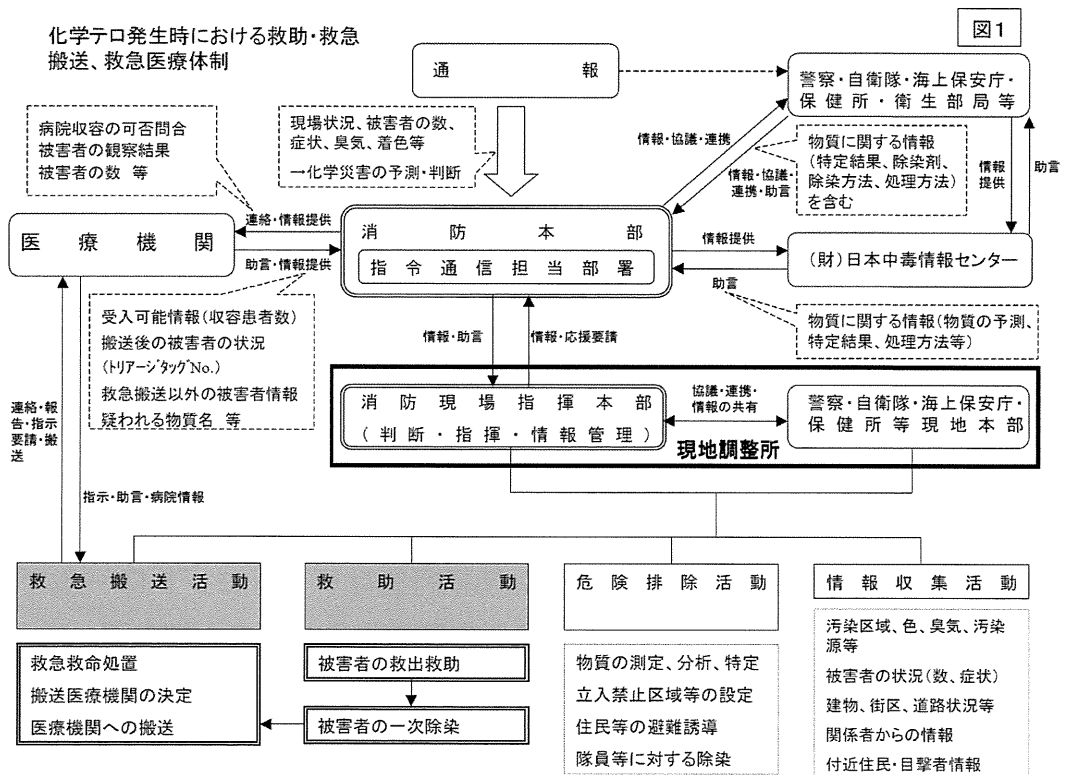 化学テロ発生時における救助・救急
搬送、救急医療体制
図1
通報
警察・自衛隊・海上保安庁・
保健所・衛生部局等
病院収容の可否問合
被害者の観察結果
被害者の数 等
現場状況、被害者の数、
症状、臭気、着色等
→化学災害の予測・判断
情報・協議・連携
情報・協議・
連携・助言
物質に関する情報
(特定結果、除染剤、
除染方法、処理方法)
を含む
情報
提供
助言
医療機関
連絡・情報提供
助言・情報提供
消防本部
指令通信担当部署
情報提供
助言
(財)日本中毒情報センター
受入可能情報(収容患者数)
搬送後の被害者の状況
(トリアージタグNo.)
救急搬送以外の被害者情報
疑われる物質名 等
物質に関する情報(物質の予測、
特定結果、処理方法等)
情報・助言
情報・応援要請
消防現場指揮本部
(判断・指揮・情報管理)
協議・連携・
情報の共有
警察・自衛隊・海上保安庁・
保健所等現地本部
現地調整所
連絡・報
告・指示
要請・搬
送
指示・助言・病院情報
救急搬送活動
救助活動
危険排除活動
情報収集活動
救急救命処置
搬送医療機関の決定
医療機関への搬送
被害者の救出救助
被害者の一次除染
物質の測定、分析、特定
立入禁止区域等の設定
住民等の避難誘導
隊員等に対する除染
汚染区域、色、臭気、汚染
源等
被害者の状況(数、症状)
建物、街区、道路状況等
関係者からの情報
付近住民・目撃者情報